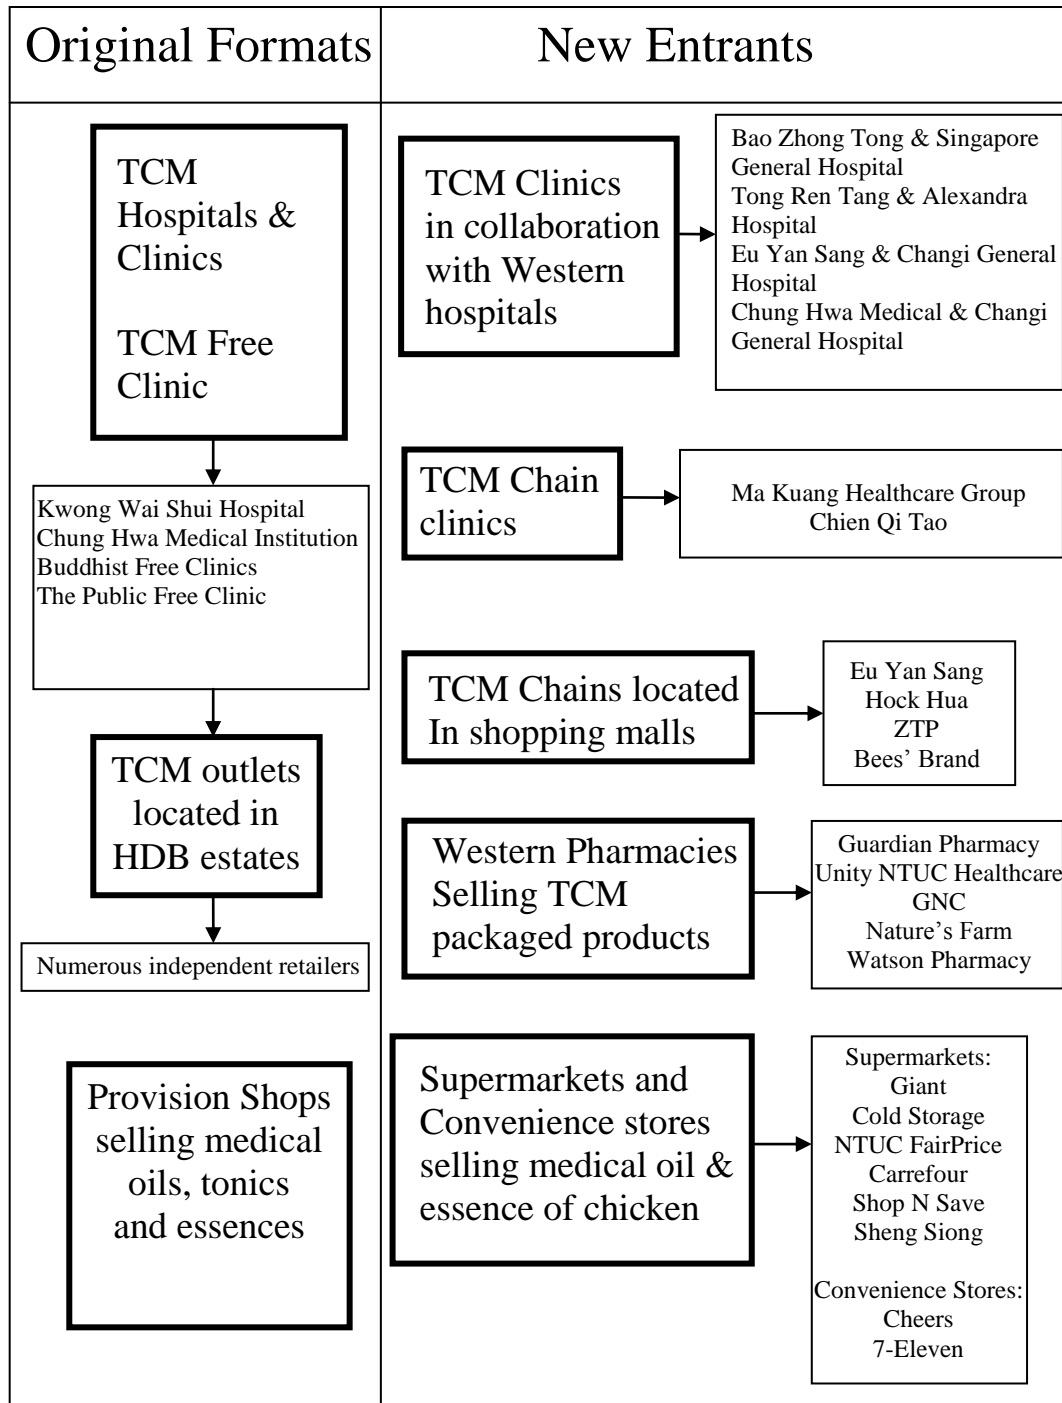 Original Formats
New Entrants
TCM
Hospitals &
Clinics
TCM Free
Clinic
Kwong Wai Shui Hospital
Chung Hwa Medical Institution
Buddhist Free Clinics
The Public Free Clinic
TCM outlets
located in
HDB estates
Numerous independent retailers
Provision Shops
selling medical
oils, tonics
and essences
TCM Clinics
in collaboration
with Western
hospitals
Bao Zhong Tong & Singapore
General Hospital
Tong Ren Tang & Alexandra
Hospital
Eu Yan Sang & Changi General
Hospital
Chung Hwa Medical & Changi
General Hospital
TCM Chain
clinics
Ma Kuang Healthcare Group
Chien Qi Tao
TCM Chains located
In shopping malls
Eu Yan Sang
Hock Hua
ZTP
Bees’ Brand
Western Pharmacies
Selling TCM
packaged products
Guardian Pharmacy
Unity NTUC Healthcare
GNC
Nature’s Farm
Watson Pharmacy
Supermarkets and
Convenience stores
selling medical oil &
essence of chicken
Supermarkets:
Giant
Cold Storage
NTUC FairPrice
Carrefour
Shop N Save
Sheng Siong
Convenience Stores:
Cheers
7-Eleven